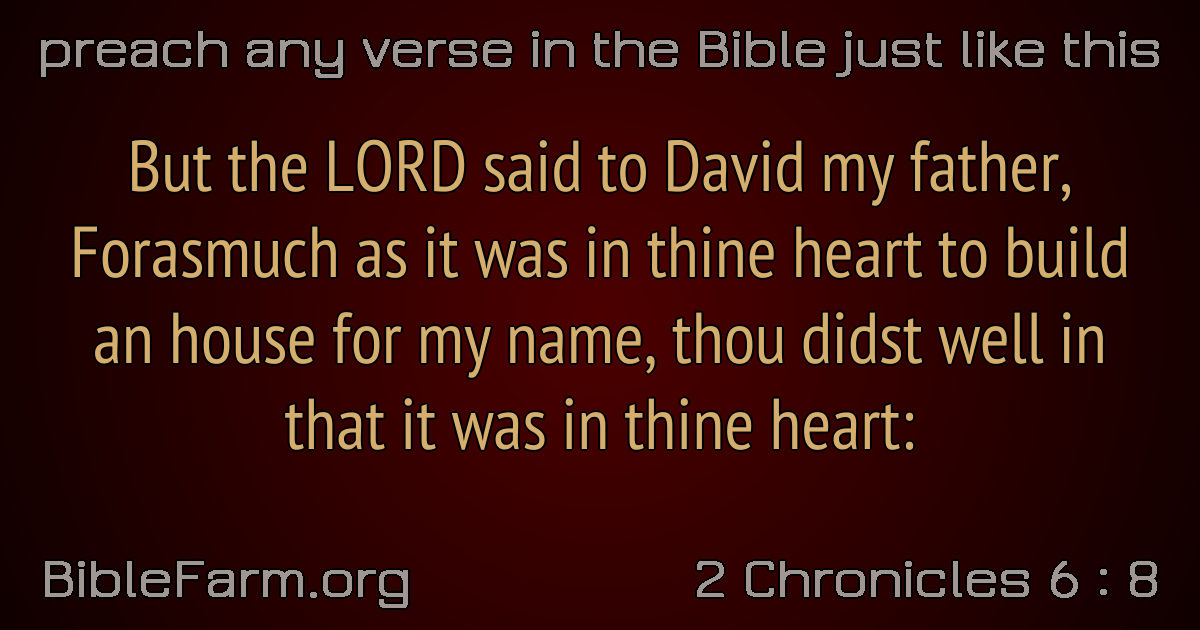 preach any verse in the Bible just like this
But the LORD said to David my father,
Forasmuch as it was in thine heart to build
an house for my name, thou didst well in
that it was in thine heart:
BibleFarm.org
2 Chronicles 6 : 8